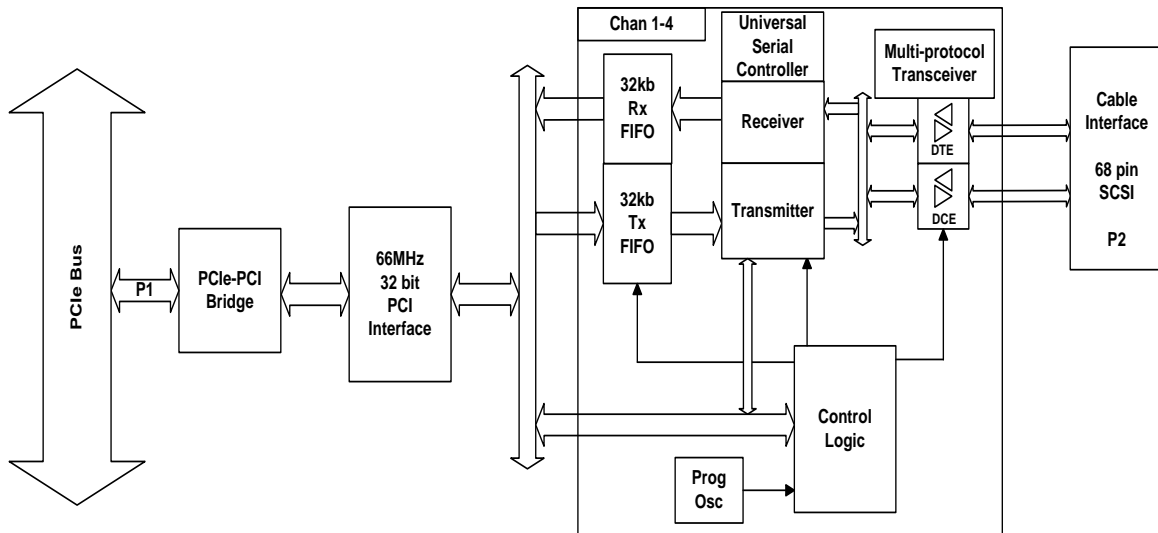 Chan 1-4
Universal
Serial
Controller
Multi-protocol
Transceiver
32kb
Rx
FIFO
Receiver
DTE
Cable
Interface
68 pin
SCSI
P2
32kb
Tx
FIFO
Transmitter
DCE
PCIe Bus
P1
PCIe-PCI
Bridge
66MHz
32 bit
PCI
Interface
Control
Logic
Prog
Osc